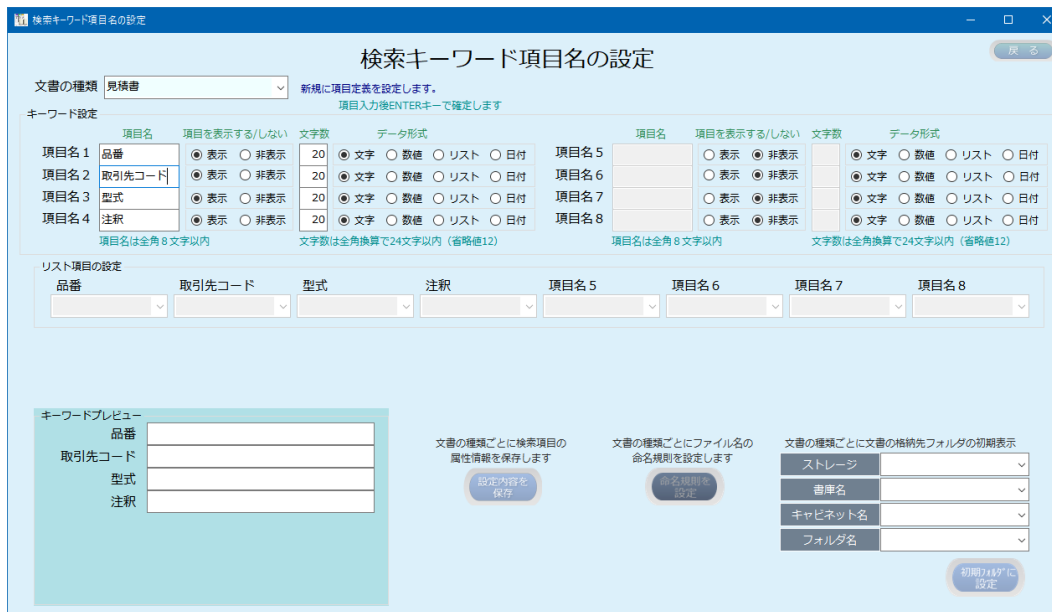 検索キーワード項目名の設定
検索キーワード項目名の設定
戻 る
文書の種類 見積書 新規に項目定義を設定します。
項目入力後ENTERキーで確定します
キーワード設定
項目名 項目を表示する/しない 文字数 データ形式 項目名 項目を表示する/しない 文字数 データ形式
項目名1 品番 表示 非表示 20 文字 数値 リスト 日付 項目名5 表示 非表示 文字 数値 リスト 日付
項目名2 取引先コード 表示 非表示 20 文字 数値 リスト 日付 項目名6 表示 非表示 文字 数値 リスト 日付
項目名3 型式 表示 非表示 20 文字 数値 リスト 日付 項目名7 表示 非表示 文字 数値 リスト 日付
項目名4 注釈 表示 非表示 20 文字 数値 リスト 日付 項目名8 表示 非表示 文字 数値 リスト 日付
項目名は全角8文字以内 文字数は全角換算で24文字以内（省略値12） 項目名は全角8文字以内 文字数は全角換算で24文字以内（省略値12）
リスト項目の設定
品番 取引先コード 型式 注釈 項目名5 項目名6 項目名7 項目名8
キーワードプレビュー
品番
取引先コード
型式
注釈
文書の種類ごとに検索項目の
属性情報を保存します
設定内容を
保存
文書の種類ごとにファイル名の
命名規則を設定します
命名規則を
設定
文書の種類ごとに文書の格納先フォルダの初期表示
ストレージ
書庫名
キャビネット名
フォルダ名
初期ﾌｫﾙﾀﾞに
設定